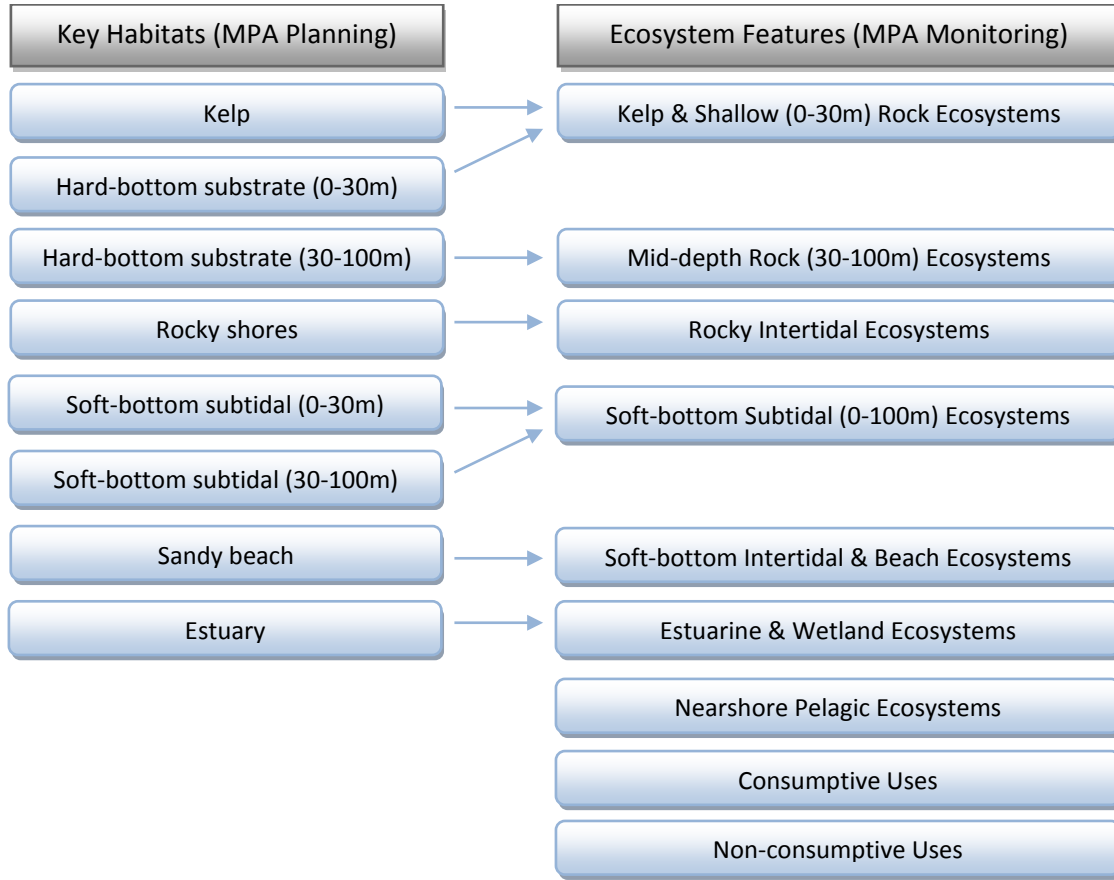 Key Habitats (MPA Planning)
Ecosystem Features (MPA Monitoring)
Kelp
Kelp & Shallow (0-30m) Rock Ecosystems
Hard-bottom substrate (0-30m)
Hard-bottom substrate (30-100m)
Mid-depth Rock (30-100m) Ecosystems
Rocky shores
Rocky Intertidal Ecosystems
Soft-bottom subtidal (0-30m)
Soft-bottom Subtidal (0-100m) Ecosystems
Soft-bottom subtidal (30-100m)
Sandy beach
Soft-bottom Intertidal & Beach Ecosystems
Estuary
Estuarine & Wetland Ecosystems
Nearshore Pelagic Ecosystems
Consumptive Uses
Non-consumptive Uses